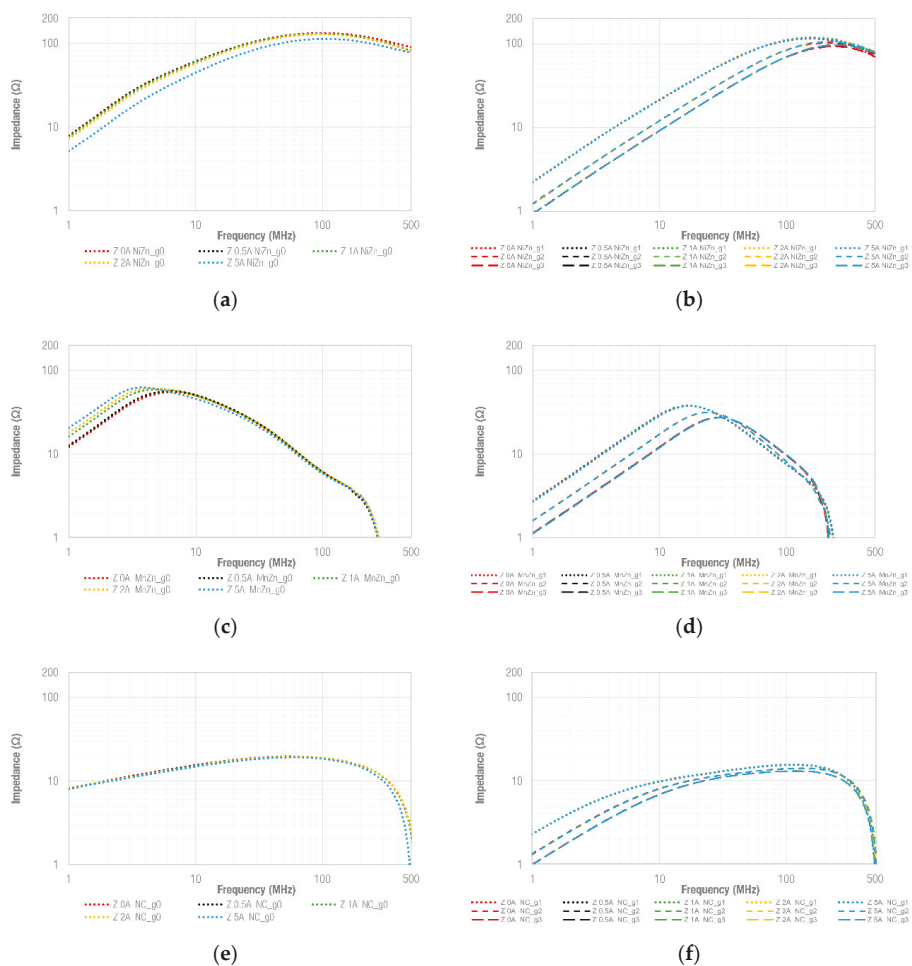 200
100
10
1
Impedance (Ω)
1 10 100 500
Frequency (MHz)
Z 0A NiZn_g0 Z 0.5A NiZn_g0 Z 1A NiZn_g0
Z 2A NiZn_g0 Z 5A NiZn_g0
(a)
200
100
10
1
Impedance (Ω)
1 10 100 500
Frequency (MHz)
Z 0A NiZn_g1 Z 0.5A NiZn_g1 Z 1A NiZn_g1 Z 2A NiZn_g1 Z 5A NiZn_g1
Z 0A NiZn_g2 Z 0.5A NiZn_g2 Z 1A NiZn_g2 Z 2A NiZn_g2 Z 5A NiZn_g2
Z 0A NiZn_g3 Z 0.5A NiZn_g3 Z 1A NiZn_g3 Z 2A NiZn_g3 Z 5A NiZn_g3
(b)
200
100
10
1
Impedance (Ω)
1 10 100 500
Frequency (MHz)
Z 0A MnZn_g0 Z 0.5A MnZn_g0 Z 1A MnZn_g0
Z 2A MnZn_g0 Z 5A MnZn_g0
(c)
200
100
10
1
Impedance (Ω)
1 10 100 500
Frequency (MHz)
Z 0A MnZn_g1 Z 0.5A MnZn_g1 Z 1A MnZn_g1 Z 2A MnZn_g1 Z 5A MnZn_g1
Z 0A MnZn_g2 Z 0.5A MnZn_g2 Z 1A MnZn_g2 Z 2A MnZn_g2 Z 5A MnZn_g2
Z 0A MnZn_g3 Z 0.5A MnZn_g3 Z 1A MnZn_g3 Z 2A MnZn_g3 Z 5A MnZn_g3
(d)
200
100
10
1
Impedance (Ω)
1 10 100 500
Frequency (MHz)
Z 0A NC_g0 Z 0.5A NC_g0 Z 1A NC_g0
Z 2A NC_g0 Z 5A NC_g0
(e)
200
100
10
1
Impedance (Ω)
1 10 100 500
Frequency (MHz)
Z 0A NC_g1 Z 0.5A NC_g1 Z 1A NC_g1 Z 2A NC_g1 Z 5A NC_g1
Z 0A NC_g2 Z 0.5A NC_g2 Z 1A NC_g2 Z 2A NC_g2 Z 5A NC_g2
Z 0A NC_g3 Z 0.5A NC_g3 Z 1A NC_g3 Z 2A NC_g3 Z 5A NC_g3
(f)